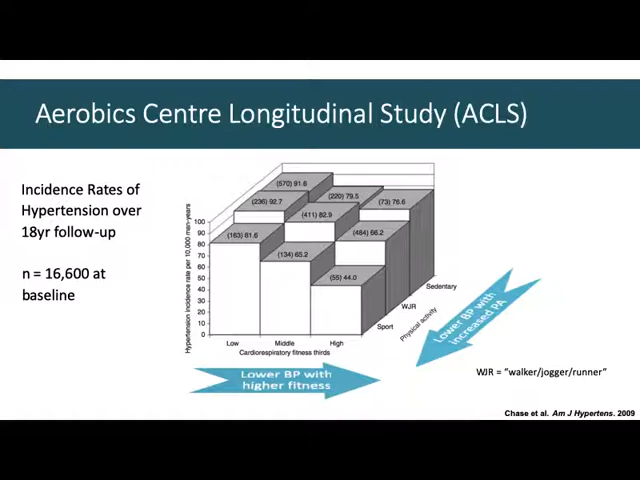 Aerobics Centre Longitudinal Study (ACLS)
Incidence Rates of
Hypertension over
18yr follow-up
n = 16,600 at
baseline
Hypertension incidence rate per 10,000 man-years
100
90
80
70
60
50
40
30
20
10
0
(570) 91.6
(220) 79.5
(73) 76.6
(236) 92.7
(411) 82.9
(484) 66.2
(163) 81.6
(134) 65.2
(55) 44.0
Low
Middle
High
Cardiorespiratory fitness thirds
Sport
WJR
Sedentary
Physical activity
Lower BP with
increased PA
Lower BP with
higher fitness
WJR = "walker/jogger/runner"
Chase et al. Am J Hypertens. 2009